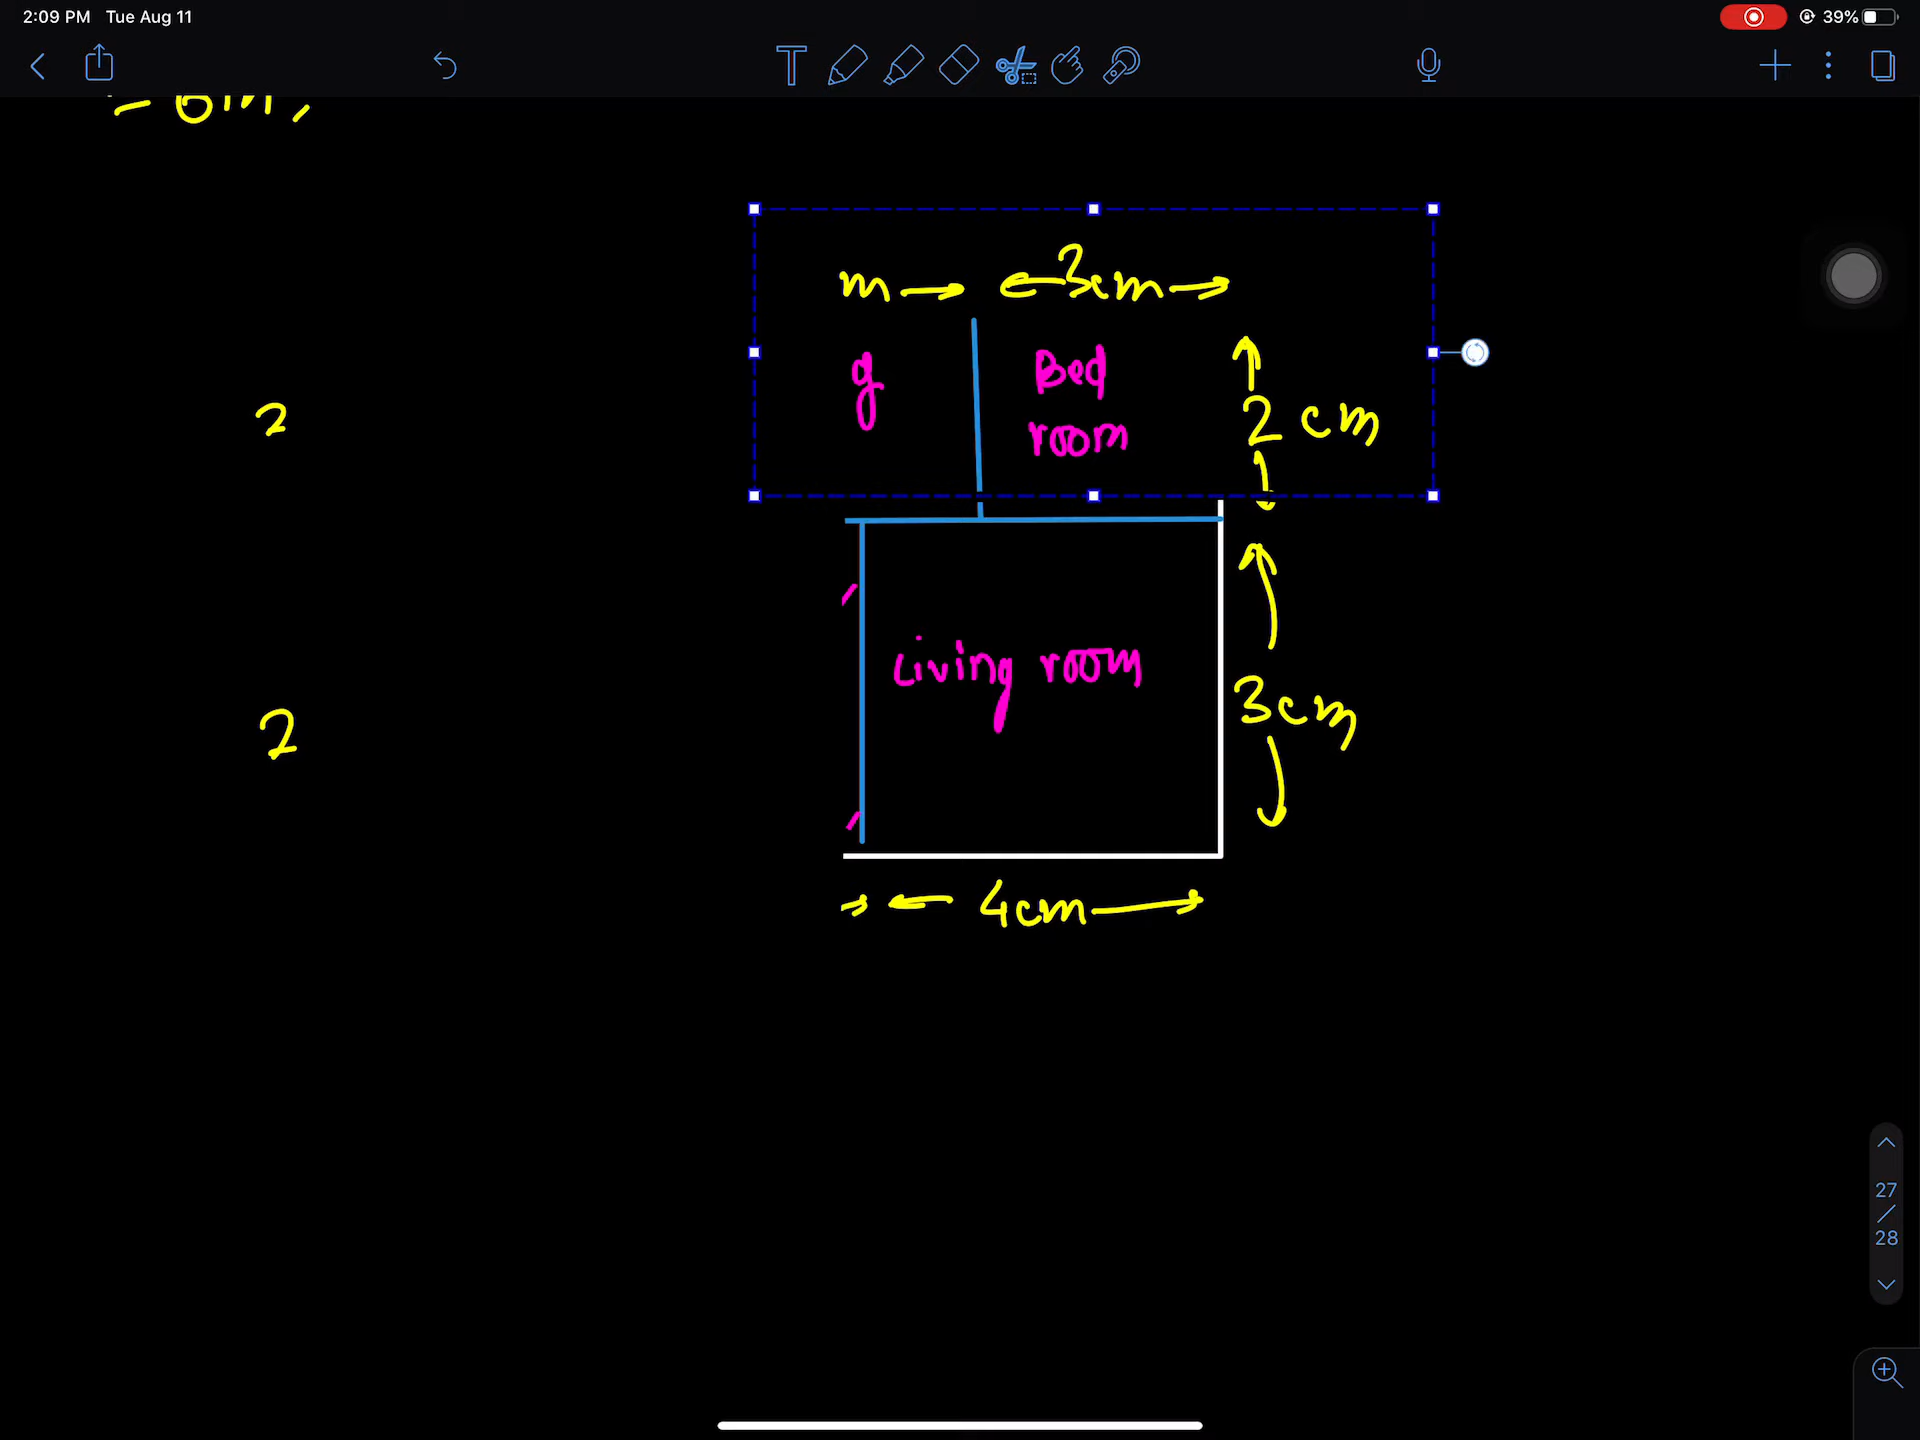 2:09 PM Tue Aug 11
39%
m
3cm
g
Bed
room
2 cm
2
Living room
3cm
2
4cm
27
/
28